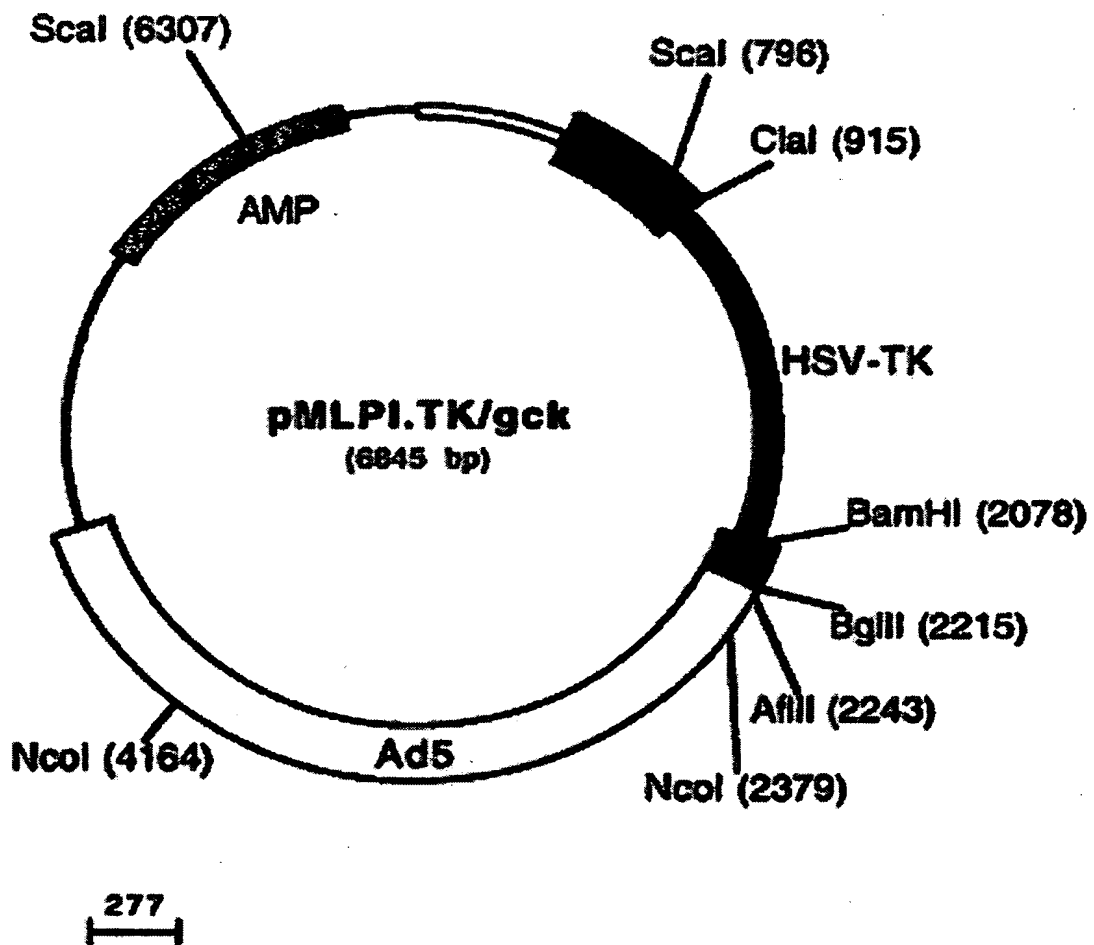 ScaI (6307)
ScaI (796)
ClaI (915)
AMP
HSV-TK
pMLPI.TK/gck
(6845 bp)
BamHI (2078)
BglII (2215)
AflII (2243)
NcoI (2379)
Ad5
NcoI (4164)
277